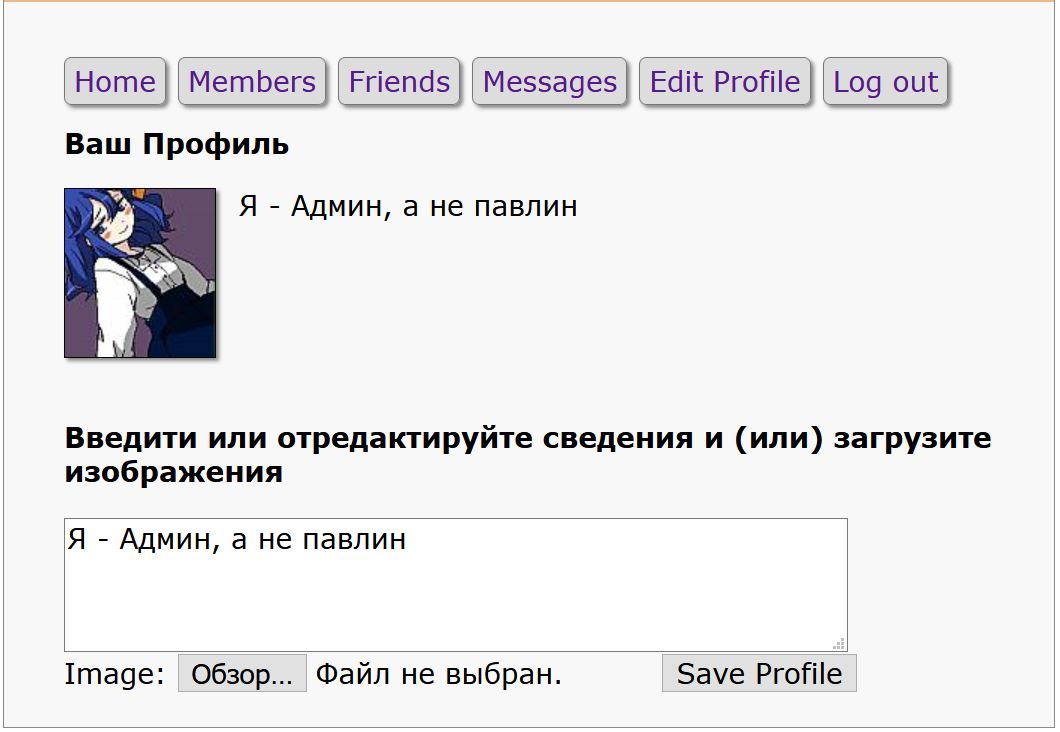 Home Members Friends Messages Edit Profile Log out
Ваш Профиль
Я - Админ, а не павлин
Введити или отредактируйте сведения и (или) загрузите
изображения
Я - Админ, а не павлин
Image: Обзор... Файл не выбран. Save Profile